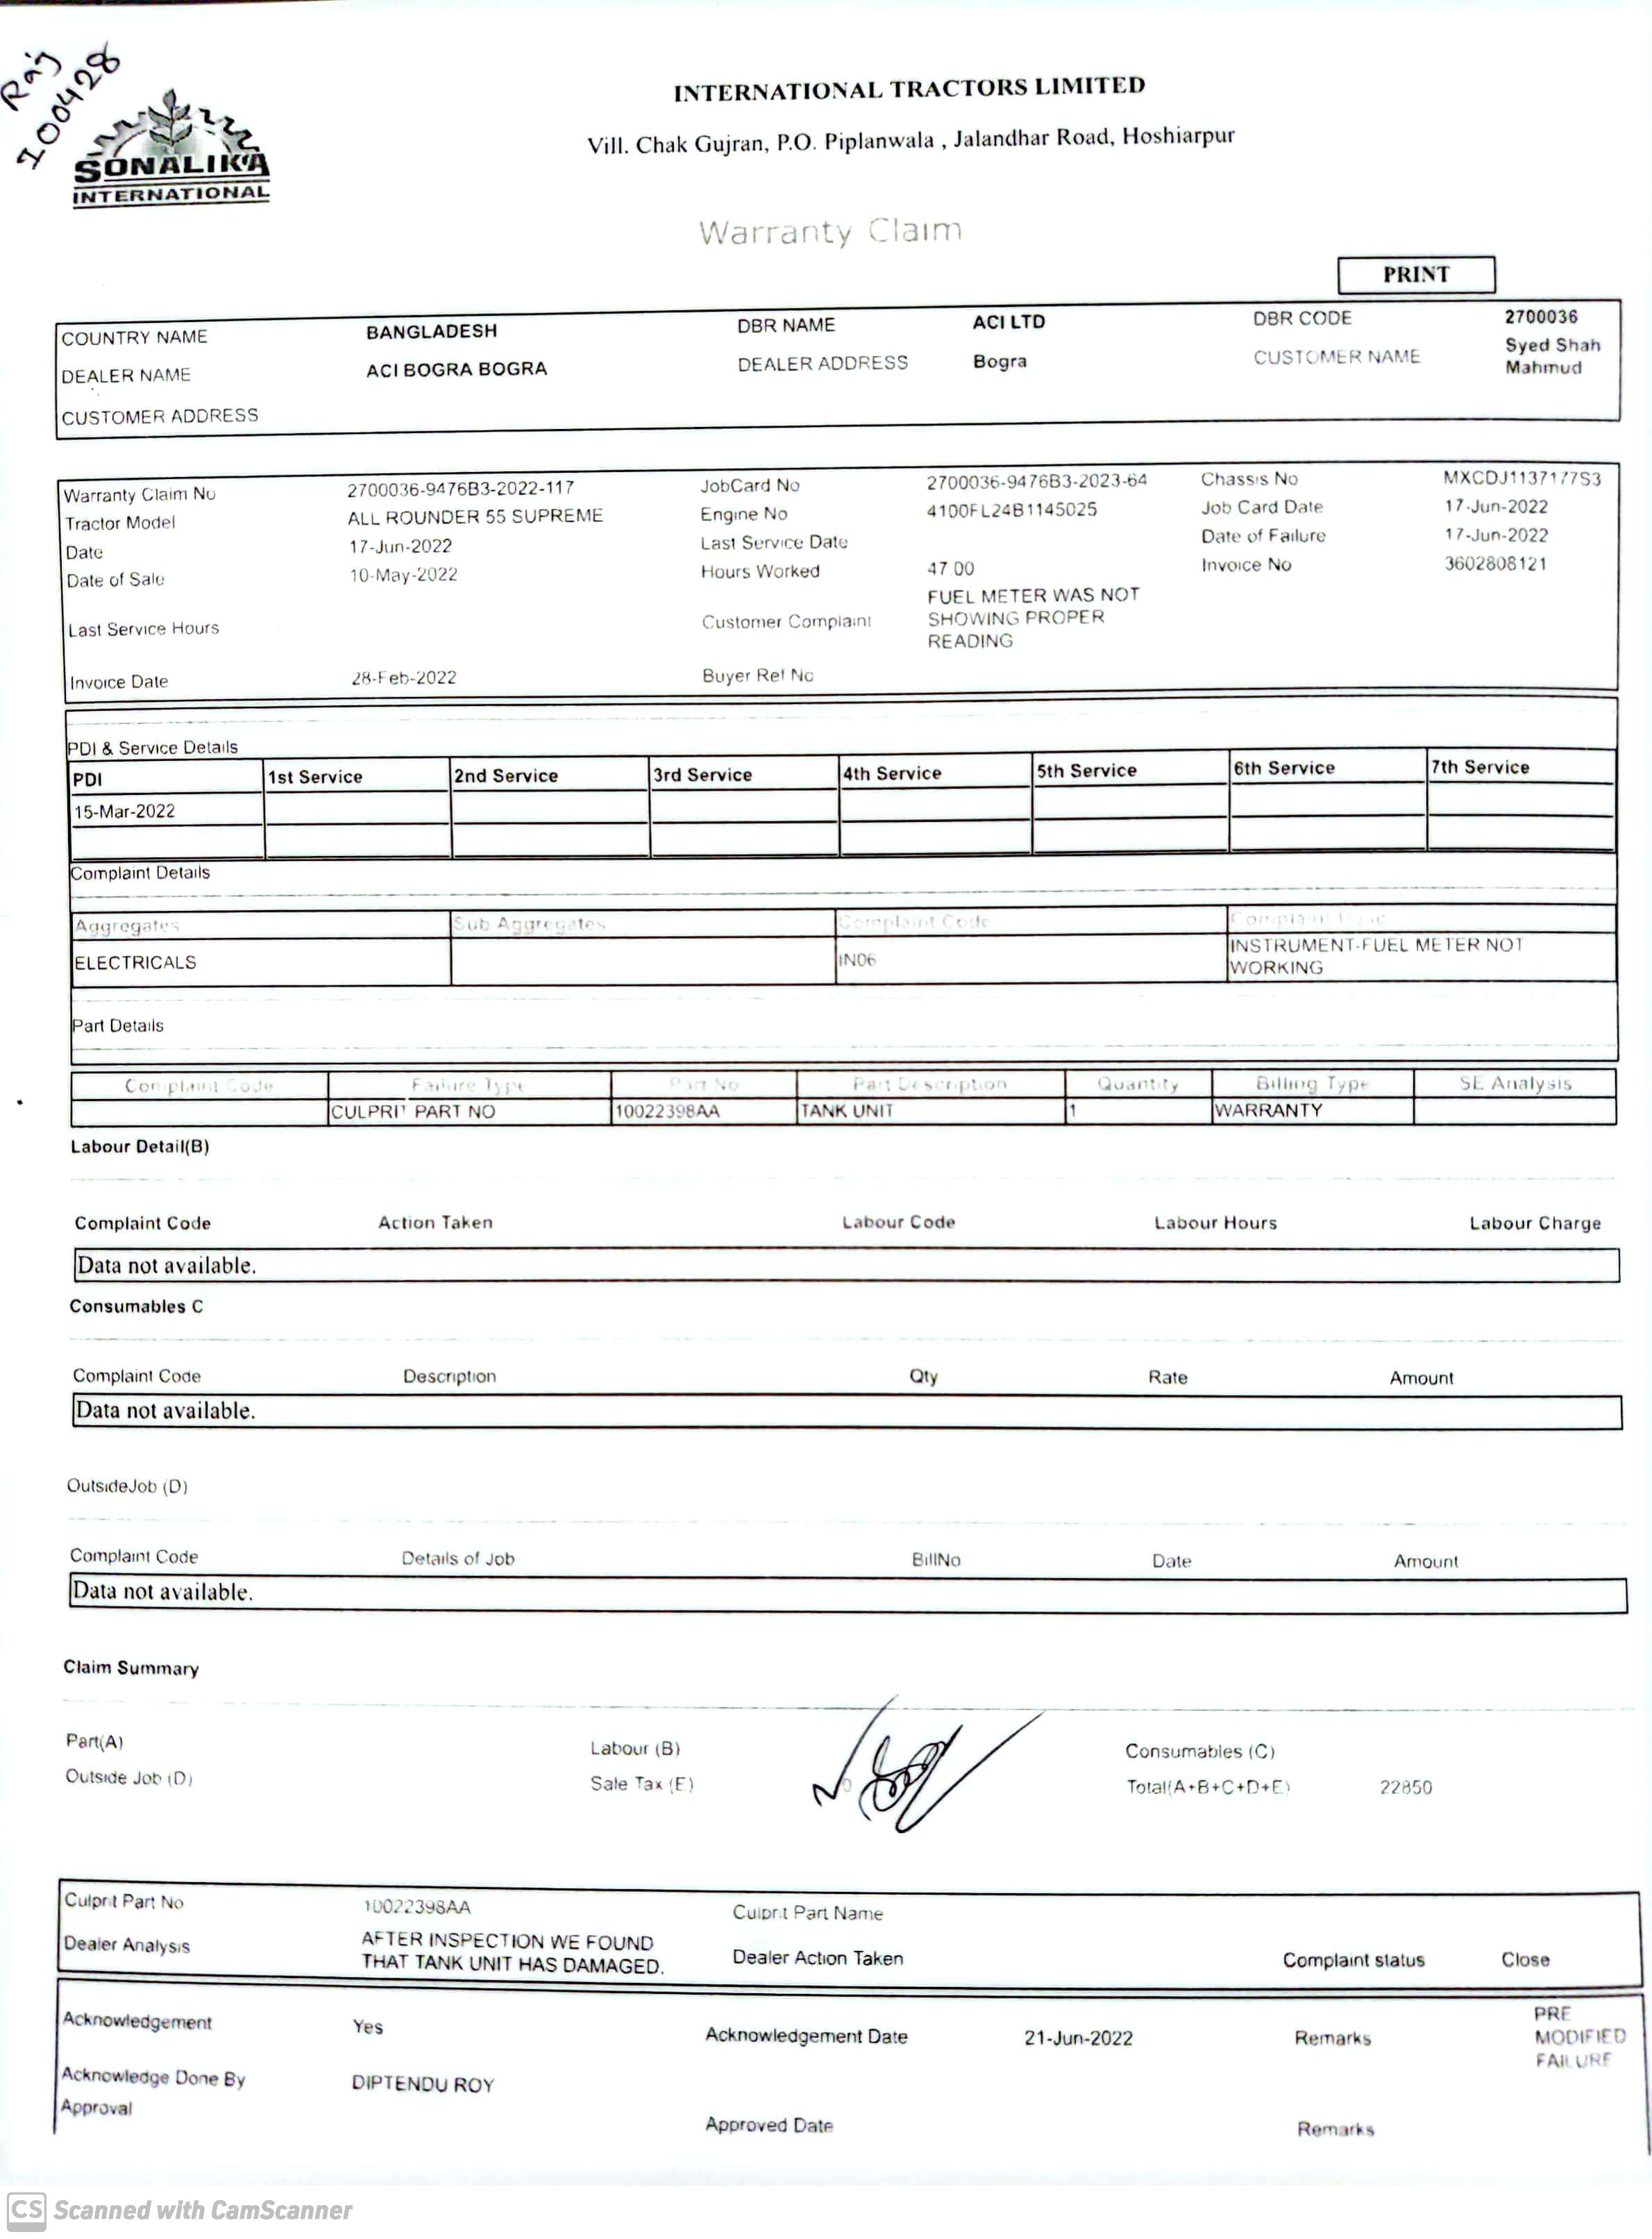 Raj
I00428
SONALIKA
INTERNATIONAL
INTERNATIONAL TRACTORS LIMITED
Vill. Chak Gujran, P.O. Piplanwala , Jalandhar Road, Hoshiarpur
Warranty Claim
PRINT
COUNTRY NAME BANGLADESH DBR NAME ACI LTD DBR CODE 2700036
DEALER NAME ACI BOGRA BOGRA DEALER ADDRESS Bogra CUSTOMER NAME Syed Shah Mahmud
CUSTOMER ADDRESS
Warranty Claim No 2700036-9476B3-2022-117 JobCard No 2700036-9476B3-2023-64 Chassis No MXCDJ1137177S3
Tractor Model ALL ROUNDER 55 SUPREME Engine No 4100FL24B1145025 Job Card Date 17-Jun-2022
Date 17-Jun-2022 Last Service Date Date of Failure 17-Jun-2022
Date of Sale 10-May-2022 Hours Worked 47 00 Invoice No 3602808121
Last Service Hours Customer Complaint FUEL METER WAS NOT SHOWING PROPER READING
Invoice Date 28-Feb-2022 Buyer Ref No
PDI & Service Details
PDI 1st Service 2nd Service 3rd Service 4th Service 5th Service 6th Service 7th Service
15-Mar-2022
Complaint Details
Aggregates Sub Aggregates Complaint Code Complaint
ELECTRICALS IN06 INSTRUMENT-FUEL METER NOT WORKING
Part Details
Complaint Code Failure Type Part No Part Description Quantity Billing Type SE Analysis
CULPRIT PART NO 10022398AA TANK UNIT 1 WARRANTY
Labour Detail(B)
Complaint Code Action Taken Labour Code Labour Hours Labour Charge
Data not available.
Consumables C
Complaint Code Description Qty Rate Amount
Data not available.
OutsideJob (D)
Complaint Code Details of Job BillNo Date Amount
Data not available.
Claim Summary
Part(A) Labour (B) Consumables (C)
Outside Job (D) Sale Tax (E) 0 Total(A+B+C+D+E) 22850
Culprit Part No 10022398AA Culprit Part Name
Dealer Analysis AFTER INSPECTION WE FOUND THAT TANK UNIT HAS DAMAGED. Dealer Action Taken Complaint status Close
Acknowledgement Yes Acknowledgement Date 21-Jun-2022 Remarks PRE MODIFIED FAILURE
Acknowledge Done By DIPTENDU ROY
Approval Approved Date Remarks
CS Scanned with CamScanner